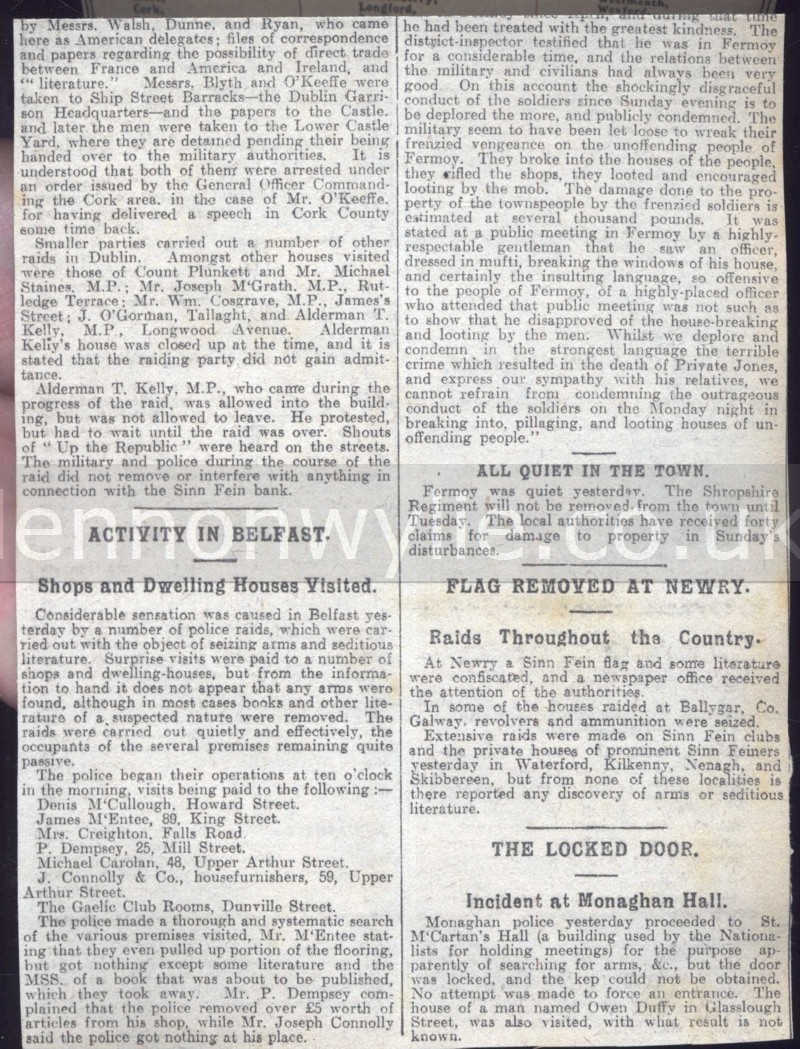 Cork,
Longford,
Westmeath,
Wexford
by Messrs. Walsh, Dunne, and Ryan, who came
here as American delegates; files of correspondence
and papers regarding the possibility of direct trade
between France and America and Ireland, and
"" literature." Messrs. Blyth and O'Keeffe were
taken to Ship Street Barracks—the Dublin Garri-
son Headquarters—and the papers to the Castle.
and later the men were taken to the Lower Castle
Yard, where they are detained pending their being
handed over to the military authorities. It is
understood that both of them were arrested under
an order issued by the General Officer Command-
ing the Cork area. in the case of Mr. O'Keeffe.
for having delivered a speech in Cork County
some time back.
Smaller parties carried out a number of other
raids in Dublin. Amongst other houses visited
were those of Count Plunkett and Mr. Michael
Staines, M.P.; Mr. Joseph M'Grath, M.P., Rut-
ledge Terrace; Mr. Wm. Cosgrave, M.P., James's
Street; J. O'Gorman, Tallaght, and Alderman T.
Kelly, M.P., Longwood Avenue. Alderman
Kelly's house was closed up at the time, and it is
stated that the raiding party did not gain admit-
tance.
Alderman T. Kelly, M.P., who came during the
progress of the raid, was allowed into the build-
ing, but was not allowed to leave. He protested,
but had to wait until the raid was over. Shouts
of " Up the Republic " were heard on the streets.
The military and police during the course of the
raid did not remove or interfere with anything in
connection with the Sinn Fein bank.
ACTIVITY IN BELFAST.
Shops and Dwelling Houses Visited.
Considerable sensation was caused in Belfast yes-
terday by a number of police raids, which were car-
ried out with the object of seizing arms and seditious
literature. Surprise visits were paid to a number of
shops and dwelling-houses, but from the informa-
tion to hand it does not appear that any arms were
found, although in most cases books and other lite-
rature of a suspected nature were removed. The
raids were carried out quietly and effectively, the
occupants of the several premises remaining quite
passive.
The police began their operations at ten o'clock
in the morning, visits being paid to the following :—
Denis M'Cullough, Howard Street.
James M'Entee, 89, King Street.
Mrs. Creighton, Falls Road
P. Dempsey, 25, Mill Street.
Michael Carolan, 48, Upper Arthur Street.
J. Connolly & Co., housefurnishers, 59, Upper
Arthur Street.
The Gaelic Club Rooms, Dunville Street.
The police made a thorough and systematic search
of the various premises visited, Mr. M'Entee stat-
ing that they even pulled up portion of the flooring,
but got nothing except some literature and the
MSS. of a book that was about to be published,
which they took away. Mr. P. Dempsey com-
plained that the police removed over £5 worth of
articles from his shop, while Mr. Joseph Connolly
said the police got nothing at his place.
since April, and during that time
he had been treated with the greatest kindness. The
district-inspector testified that he was in Fermoy
for a considerable time, and the relations between
the military and civilians had always been very
good. On this account the shockingly disgraceful
conduct of the soldiers since Sunday evening is to
be deplored the more, and publicly condemned. The
military seem to have been let loose to wreak their
frenzied vengeance on the unoffending people of
Fermoy. They broke into the houses of the people,
they rifled the shops, they looted and encouraged
looting by the mob. The damage done to the pro-
perty of the townspeople by the frenzied soldiers is
estimated at several thousand pounds. It was
stated at a public meeting in Fermoy by a highly-
respectable gentleman that he saw an officer,
dressed in mufti, breaking the windows of his house,
and certainly the insulting language, so offensive
to the people of Fermoy, of a highly-placed officer
who attended that public meeting was not such as
to show that he disapproved of the house-breaking
and looting by the men. Whilst we deplore and
condemn in the strongest language the terrible
crime which resulted in the death of Private Jones,
and express our sympathy with his relatives, we
cannot refrain from condemning the outrageous
conduct of the soldiers on the Monday night in
breaking into, pillaging, and looting houses of un-
offending people."
ALL QUIET IN THE TOWN.
Fermoy was quiet yesterday. The Shropshire
Regiment will not be removed from the town until
Tuesday. The local authorities have received forty
claims for damage to property in Sunday's
disturbances.
FLAG REMOVED AT NEWRY.
Raids Throughout the Country.
At Newry a Sinn Fein flag and some literature
were confiscated, and a newspaper office received
the attention of the authorities.
In some of the houses raided at Ballygar, Co.
Galway, revolvers and ammunition were seized.
Extensive raids were made on Sinn Fein clubs
and the private houses of prominent Sinn Feiners
yesterday in Waterford, Kilkenny, Nenagh, and
Skibbereen, but from none of these localities is
there reported any discovery of arms or seditious
literature.
THE LOCKED DOOR.
Incident at Monaghan Hall.
Monaghan police yesterday proceeded to St.
M'Cartan's Hall (a building used by the Nationa-
lists for holding meetings) for the purpose ap-
parently of searching for arms, &c., but the door
was locked, and the kep could not be obtained.
No attempt was made to force an entrance. The
house of a man named Owen Duffy in Glasslough
Street, was also visited, with what result is not
known.
lennonwylie.co.uk